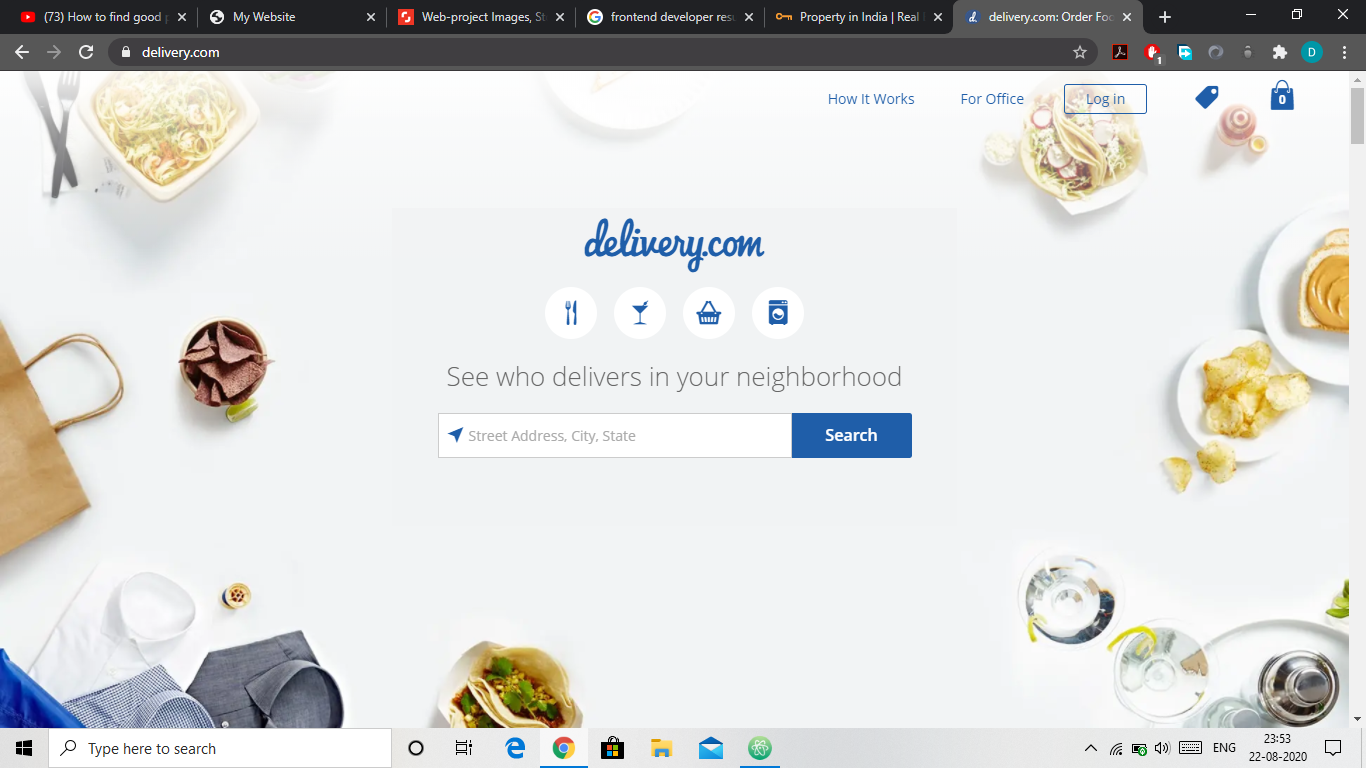 (73) How to find good
My Website
Web-project Images, St
frontend developer resu
Property in India | Real
delivery.com: Order Foo
delivery.com
1
D
How It Works
For Office
Log in
0
delivery.com
See who delivers in your neighborhood
Street Address, City, State
Search
Type here to search
ENG
23:53
22-08-2020